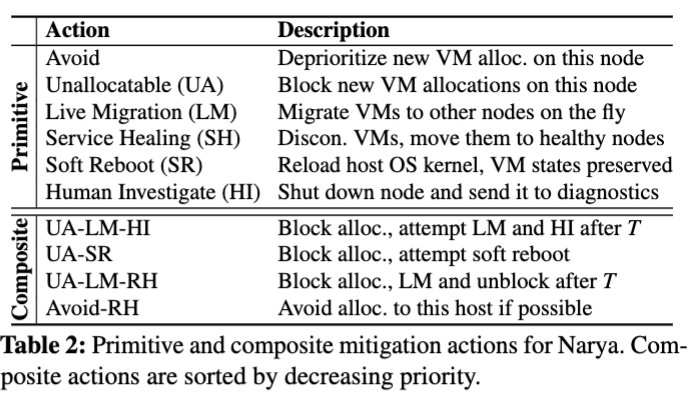 Action Description
Primitive
Avoid Deprioritize new VM alloc. on this node
Unallocatable (UA) Block new VM allocations on this node
Live Migration (LM) Migrate VMs to other nodes on the fly
Service Healing (SH) Discon. VMs, move them to healthy nodes
Soft Reboot (SR) Reload host OS kernel, VM states preserved
Human Investigate (HI) Shut down node and send it to diagnostics
Composite
UA-LM-HI Block alloc., attempt LM and HI after T
UA-SR Block alloc., attempt soft reboot
UA-LM-RH Block alloc., LM and unblock after T
Avoid-RH Avoid alloc. to this host if possible
Table 2: Primitive and composite mitigation actions for Narya. Com-
posite actions are sorted by decreasing priority.